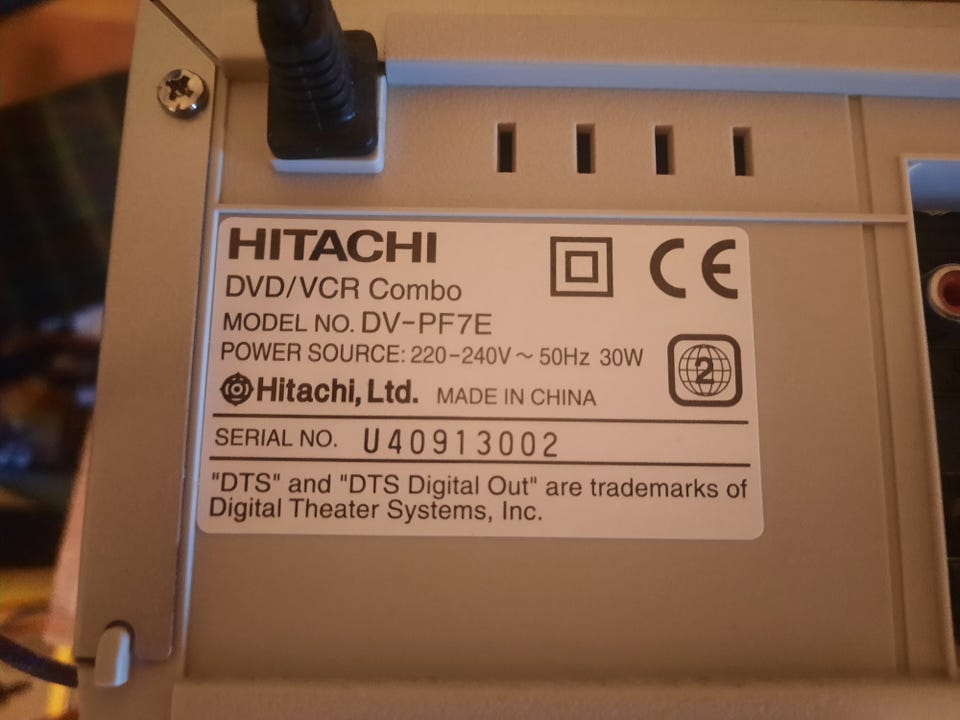 HITACHI
CE
DVD/VCR Combo
MODEL NO. DV-PF7E
POWER SOURCE: 220-240V ~ 50Hz 30W
2
Hitachi, Ltd. MADE IN CHINA
SERIAL NO. U40913002
"DTS" and "DTS Digital Out" are trademarks of
Digital Theater Systems, Inc.